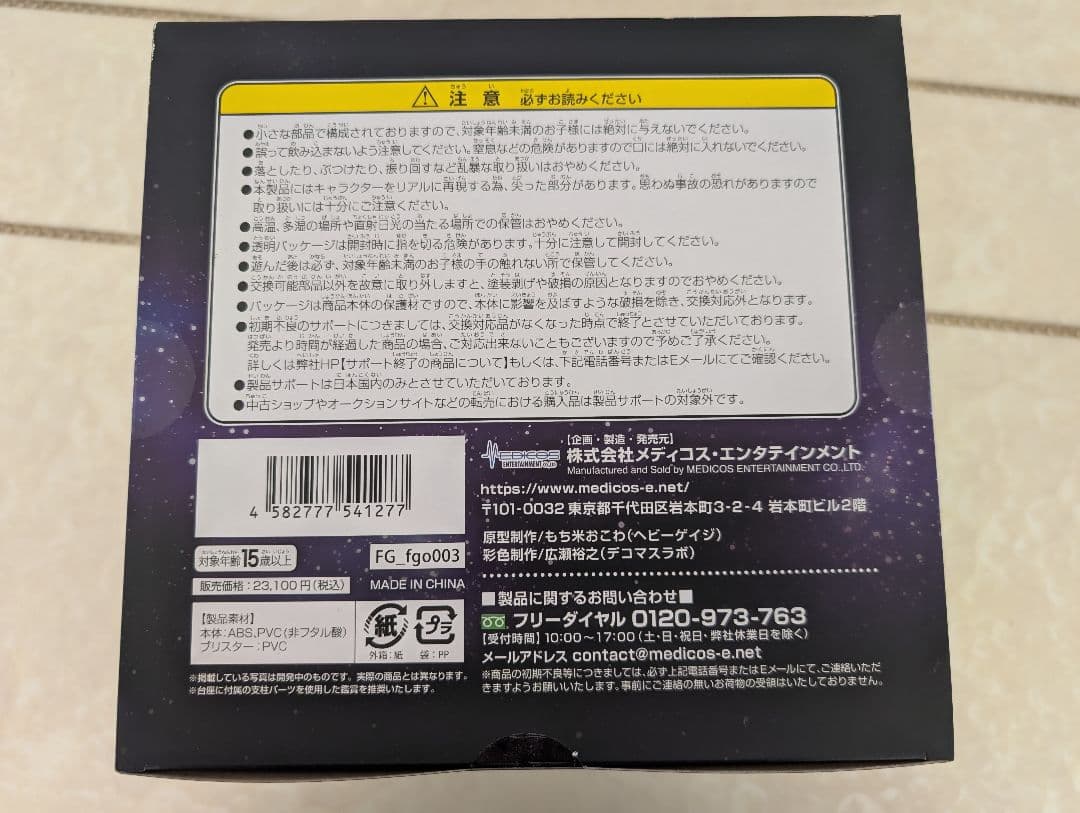 ⚠ 注意 必ずお読みください
●小さな部品で構成されておりますので、対象年齢未満のお子様には絶対に与えないでください。
●誤って飲み込まないよう注意してください。窒息などの危険がありますので口には絶対に入れないでください。
●落としたり、ぶつけたり、振り回すなど乱暴な取り扱いはおやめください。
●本製品にはキャラクターをリアルに再現する為、尖った部分があります。思わぬ事故の恐れがありますので
取り扱いには十分にご注意ください。
●高温、多湿の場所や直射日光の当たる場所での保管はおやめください。
●透明パッケージは開封時に指を切る危険があります。十分に注意して開封してください。
●遊んだ後は必ず、対象年齢未満のお子様の手の触れない所で保管してください。
●交換可能部品以外を故意に取り外しますと、塗装剥げや破損の原因となりますのでおやめください。
●パッケージは商品本体の保護材ですので、本体に影響を及ぼすような破損を除き、交換対応外となります。
●初期不良のサポートにつきましては、交換対応品がなくなった時点で終了とさせていただいております。
発売より時間が経過した商品の場合、ご対応出来ないこともございますので予めご了承ください。
詳しくは弊社HP【サポート終了の商品について】もしくは、下記電話番号またはEメールにてご確認ください。
●製品サポートは日本国内のみとさせていただいております。
●中古ショップやオークションサイトなどの転売における購入品は製品サポートの対象外です。
4 582777 541277
対象年齢15歳以上
FG_fgo003
販売価格：23,100円（税込）
MADE IN CHINA
【製品素材】
本体：ABS,PVC（非フタル酸）
ブリスター：PVC
紙
プラ
外箱：紙
袋：PP
※掲載している写真は開発中のものです。実際の商品とは異なります。
※台座に付属の支柱パーツを使用した鑑賞を推奨いたします。
MEDICOS
ENTERTAINMENT CO.,LTD
【企画・製造・発売元】
株式会社メディコス・エンタテインメント
Manufactured and Sold by MEDICOS ENTERTAINMENT CO.,LTD.
https://www.medicos-e.net/
〒101-0032 東京都千代田区岩本町3-2-4 岩本町ビル2階
原型制作/もち米おこわ（ヘビーゲイジ）
彩色制作/広瀬裕之（デコマスラボ）
■製品に関するお問い合わせ■
フリーダイヤル 0120-973-763
【受付時間】10:00～17:00（土・日・祝日・弊社休業日を除く）
メールアドレス contact@medicos-e.net
※商品の初期不良等につきましては、必ず上記電話番号またはEメールにて、ご連絡いただ
きますようお願いいたします。事前にご連絡の無いお荷物の受領はいたしておりません。